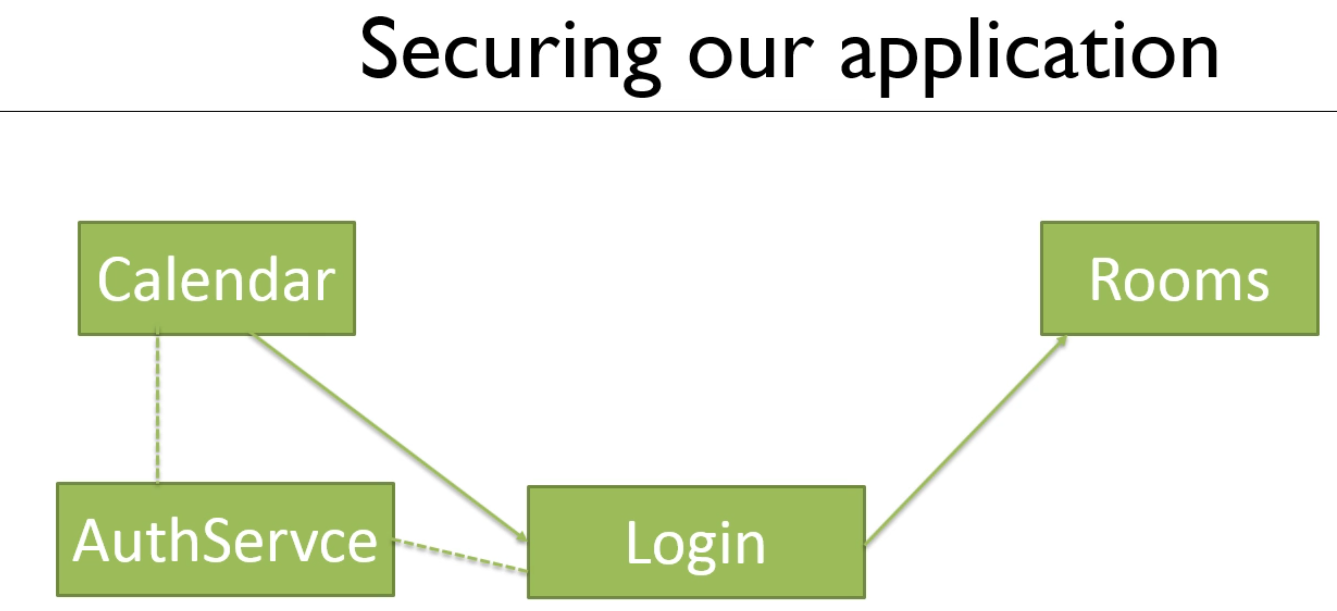 Securing our application
Calendar
Rooms
AuthServce
Login